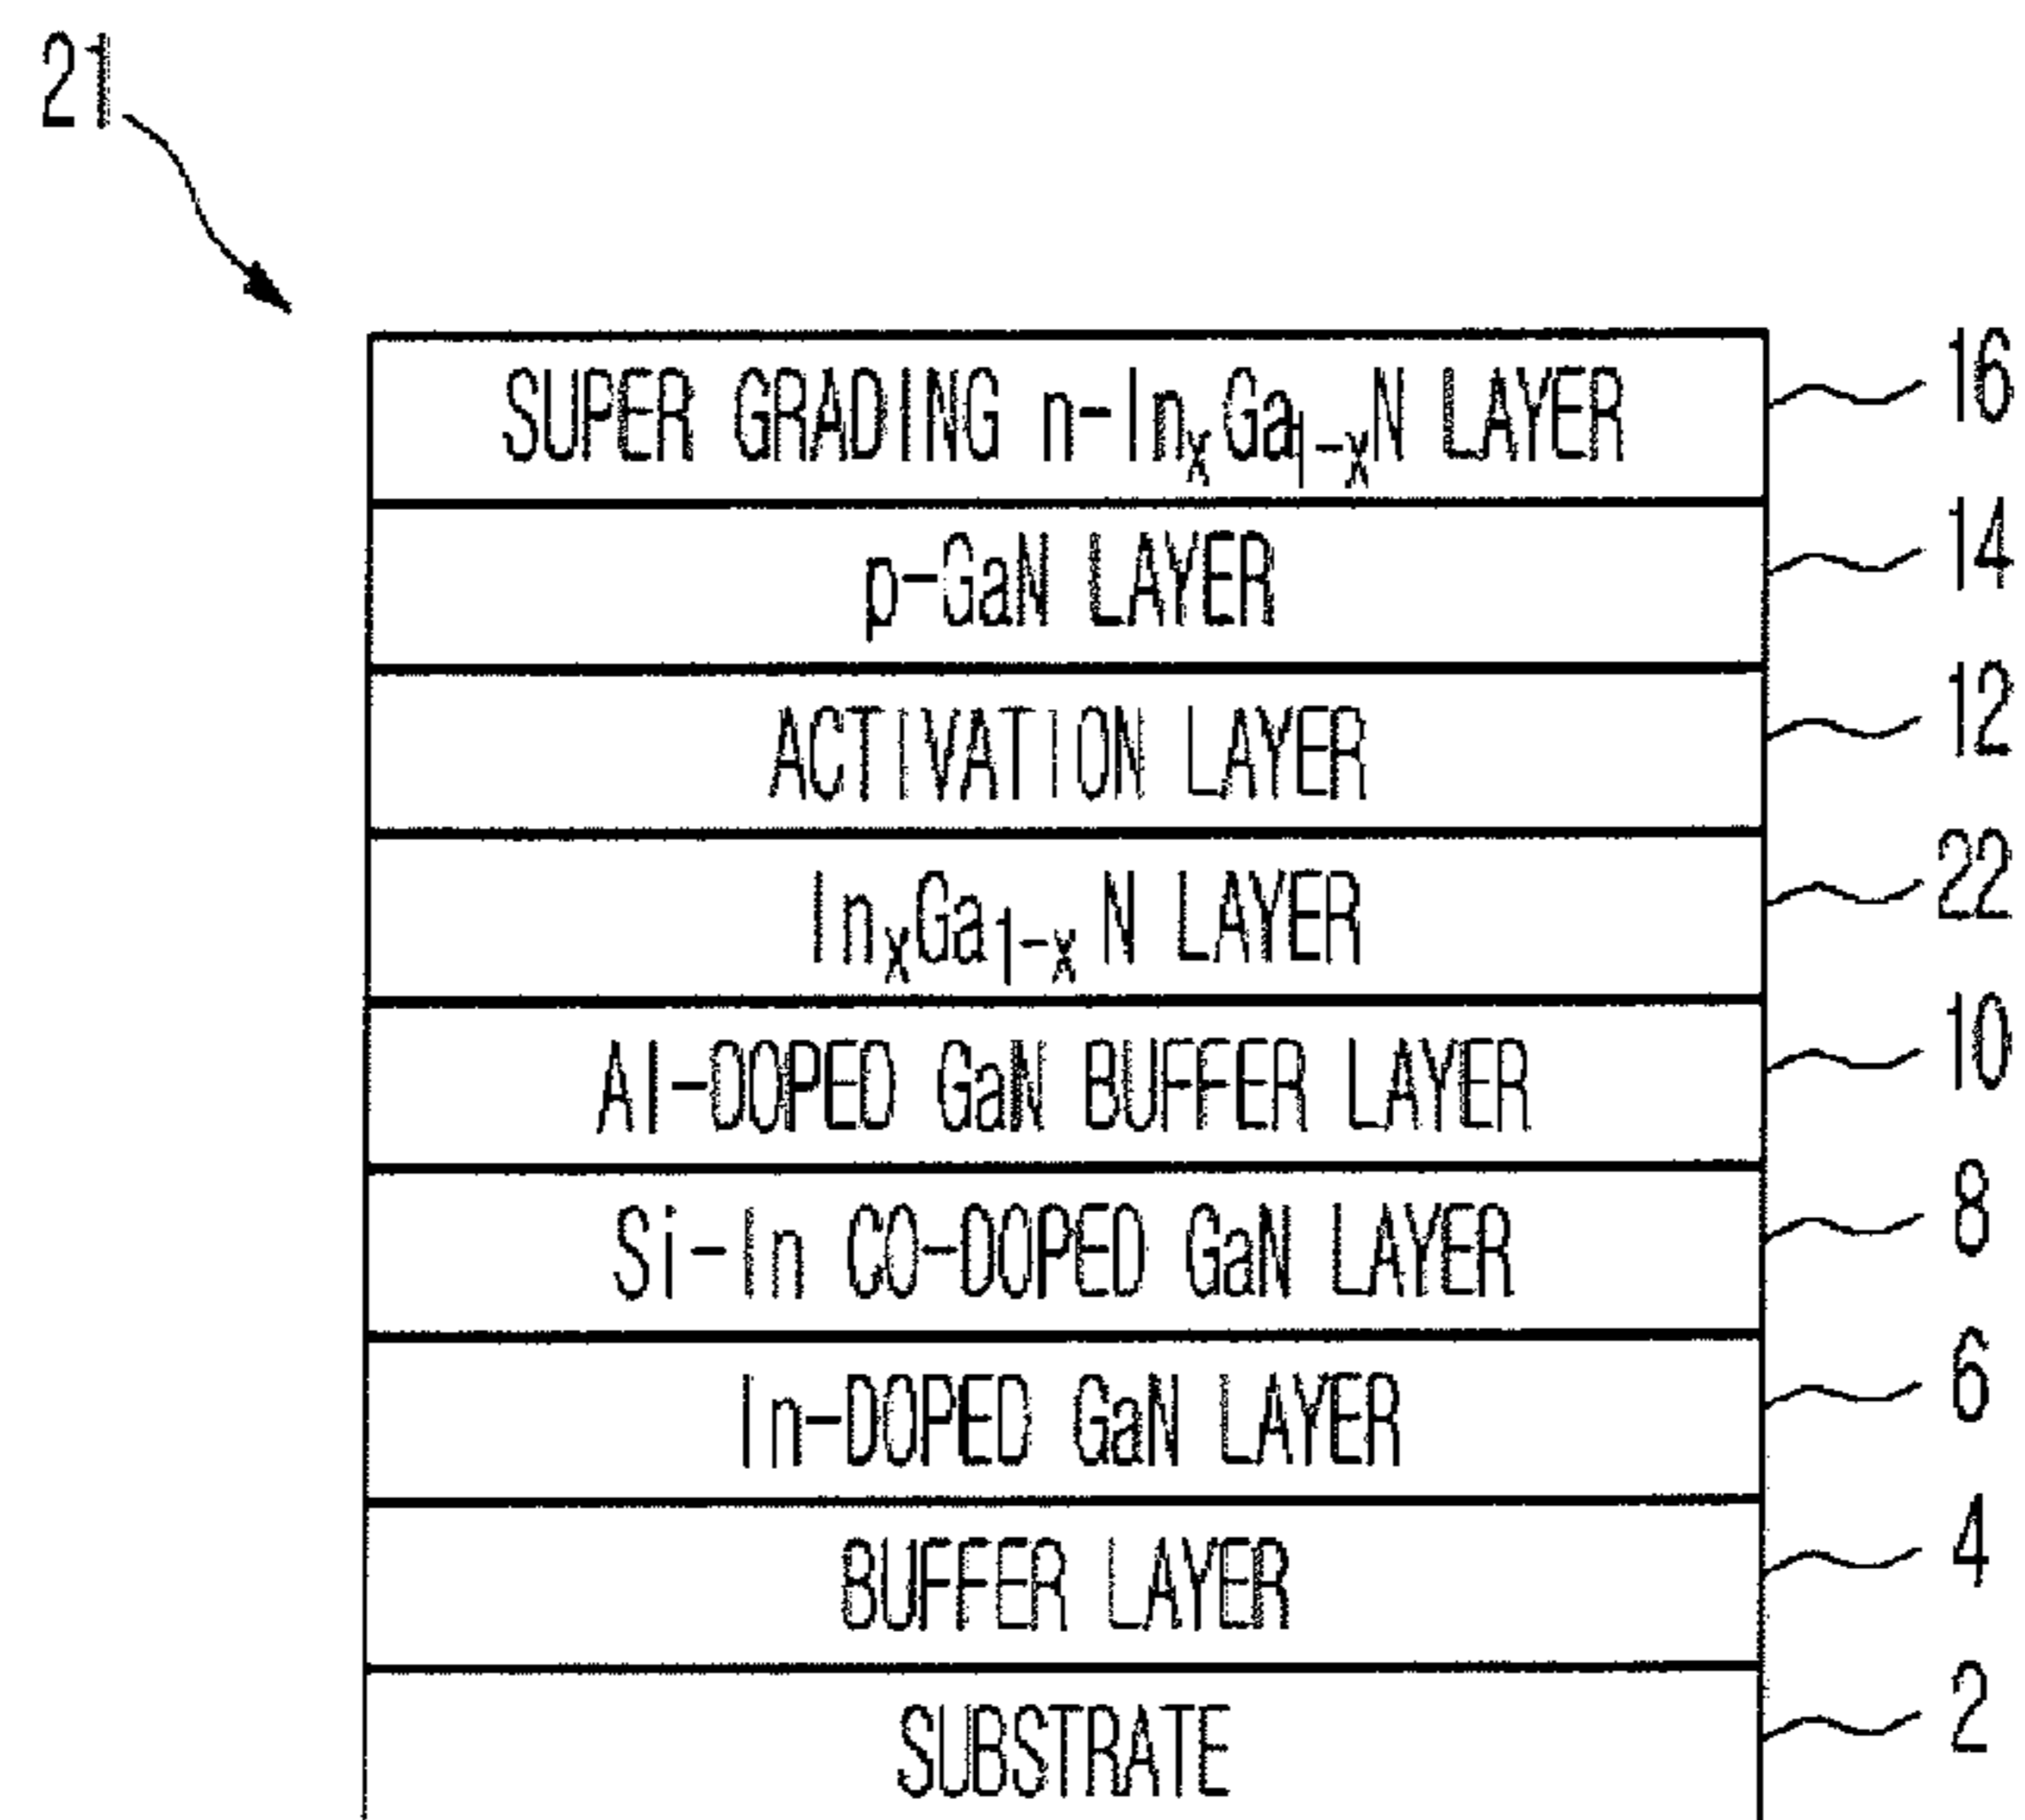 21
SUPER GRADING n-InxGa1-xN LAYER 16
p-GaN LAYER 14
ACTIVATION LAYER 12
InxGa1-x N LAYER 22
Al-DOPED GaN BUFFER LAYER 10
Si-In CO-DOPED GaN LAYER 8
In-DOPED GaN LAYER 6
BUFFER LAYER 4
SUBSTRATE 2